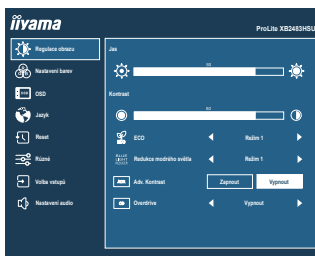 iiyama
ProLite XB2483HSU
Regulace obrazu
Nastavení barev
OSD
Jazyk
Reset
Různé
Volba vstupů
Nastavení audio
Jas
Kontrast
ECO
Režim 1
Redukce modrého světla
Režim 1
Adv. Kontrast
Zapnout
Vypnout
Overdrive
Vypnout